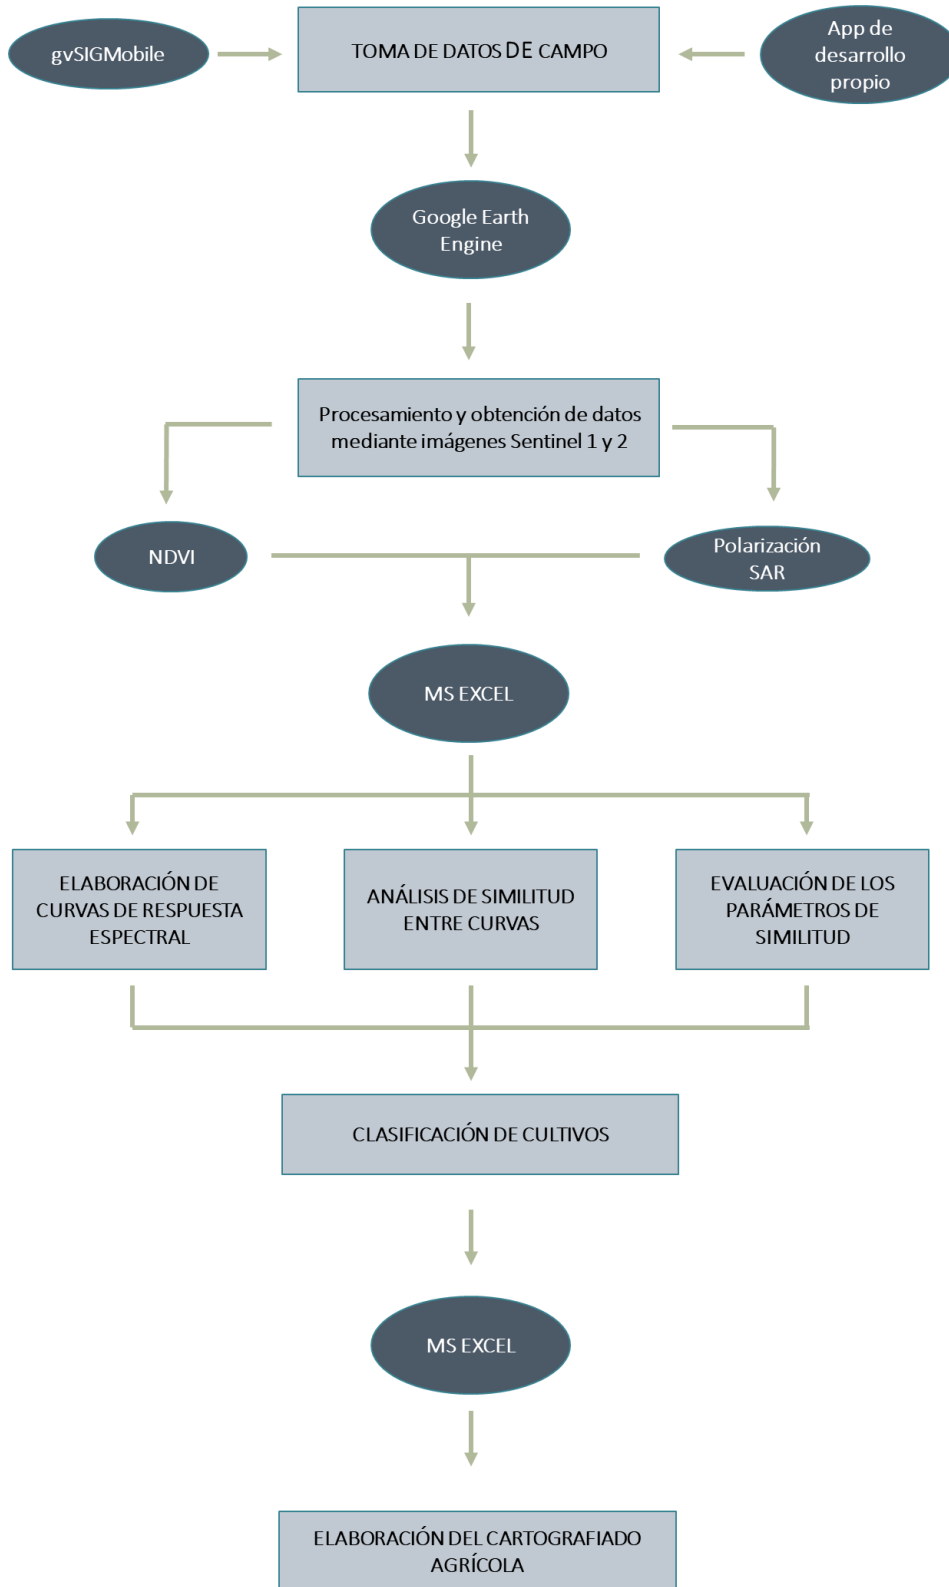 gvSIGMobile
TOMA DE DATOS DE CAMPO
App de
desarrollo
propio
Google Earth
Engine
Procesamiento y obtención de datos
mediante imágenes Sentinel 1 y 2
NDVI
Polarización
SAR
MS EXCEL
ELABORACIÓN DE
CURVAS DE RESPUESTA
ESPECTRAL
ANÁLISIS DE SIMILITUD
ENTRE CURVAS
EVALUACIÓN DE LOS
PARÁMETROS DE
SIMILITUD
CLASIFICACIÓN DE CULTIVOS
MS EXCEL
ELABORACIÓN DEL CARTOGRAFIADO
AGRÍCOLA